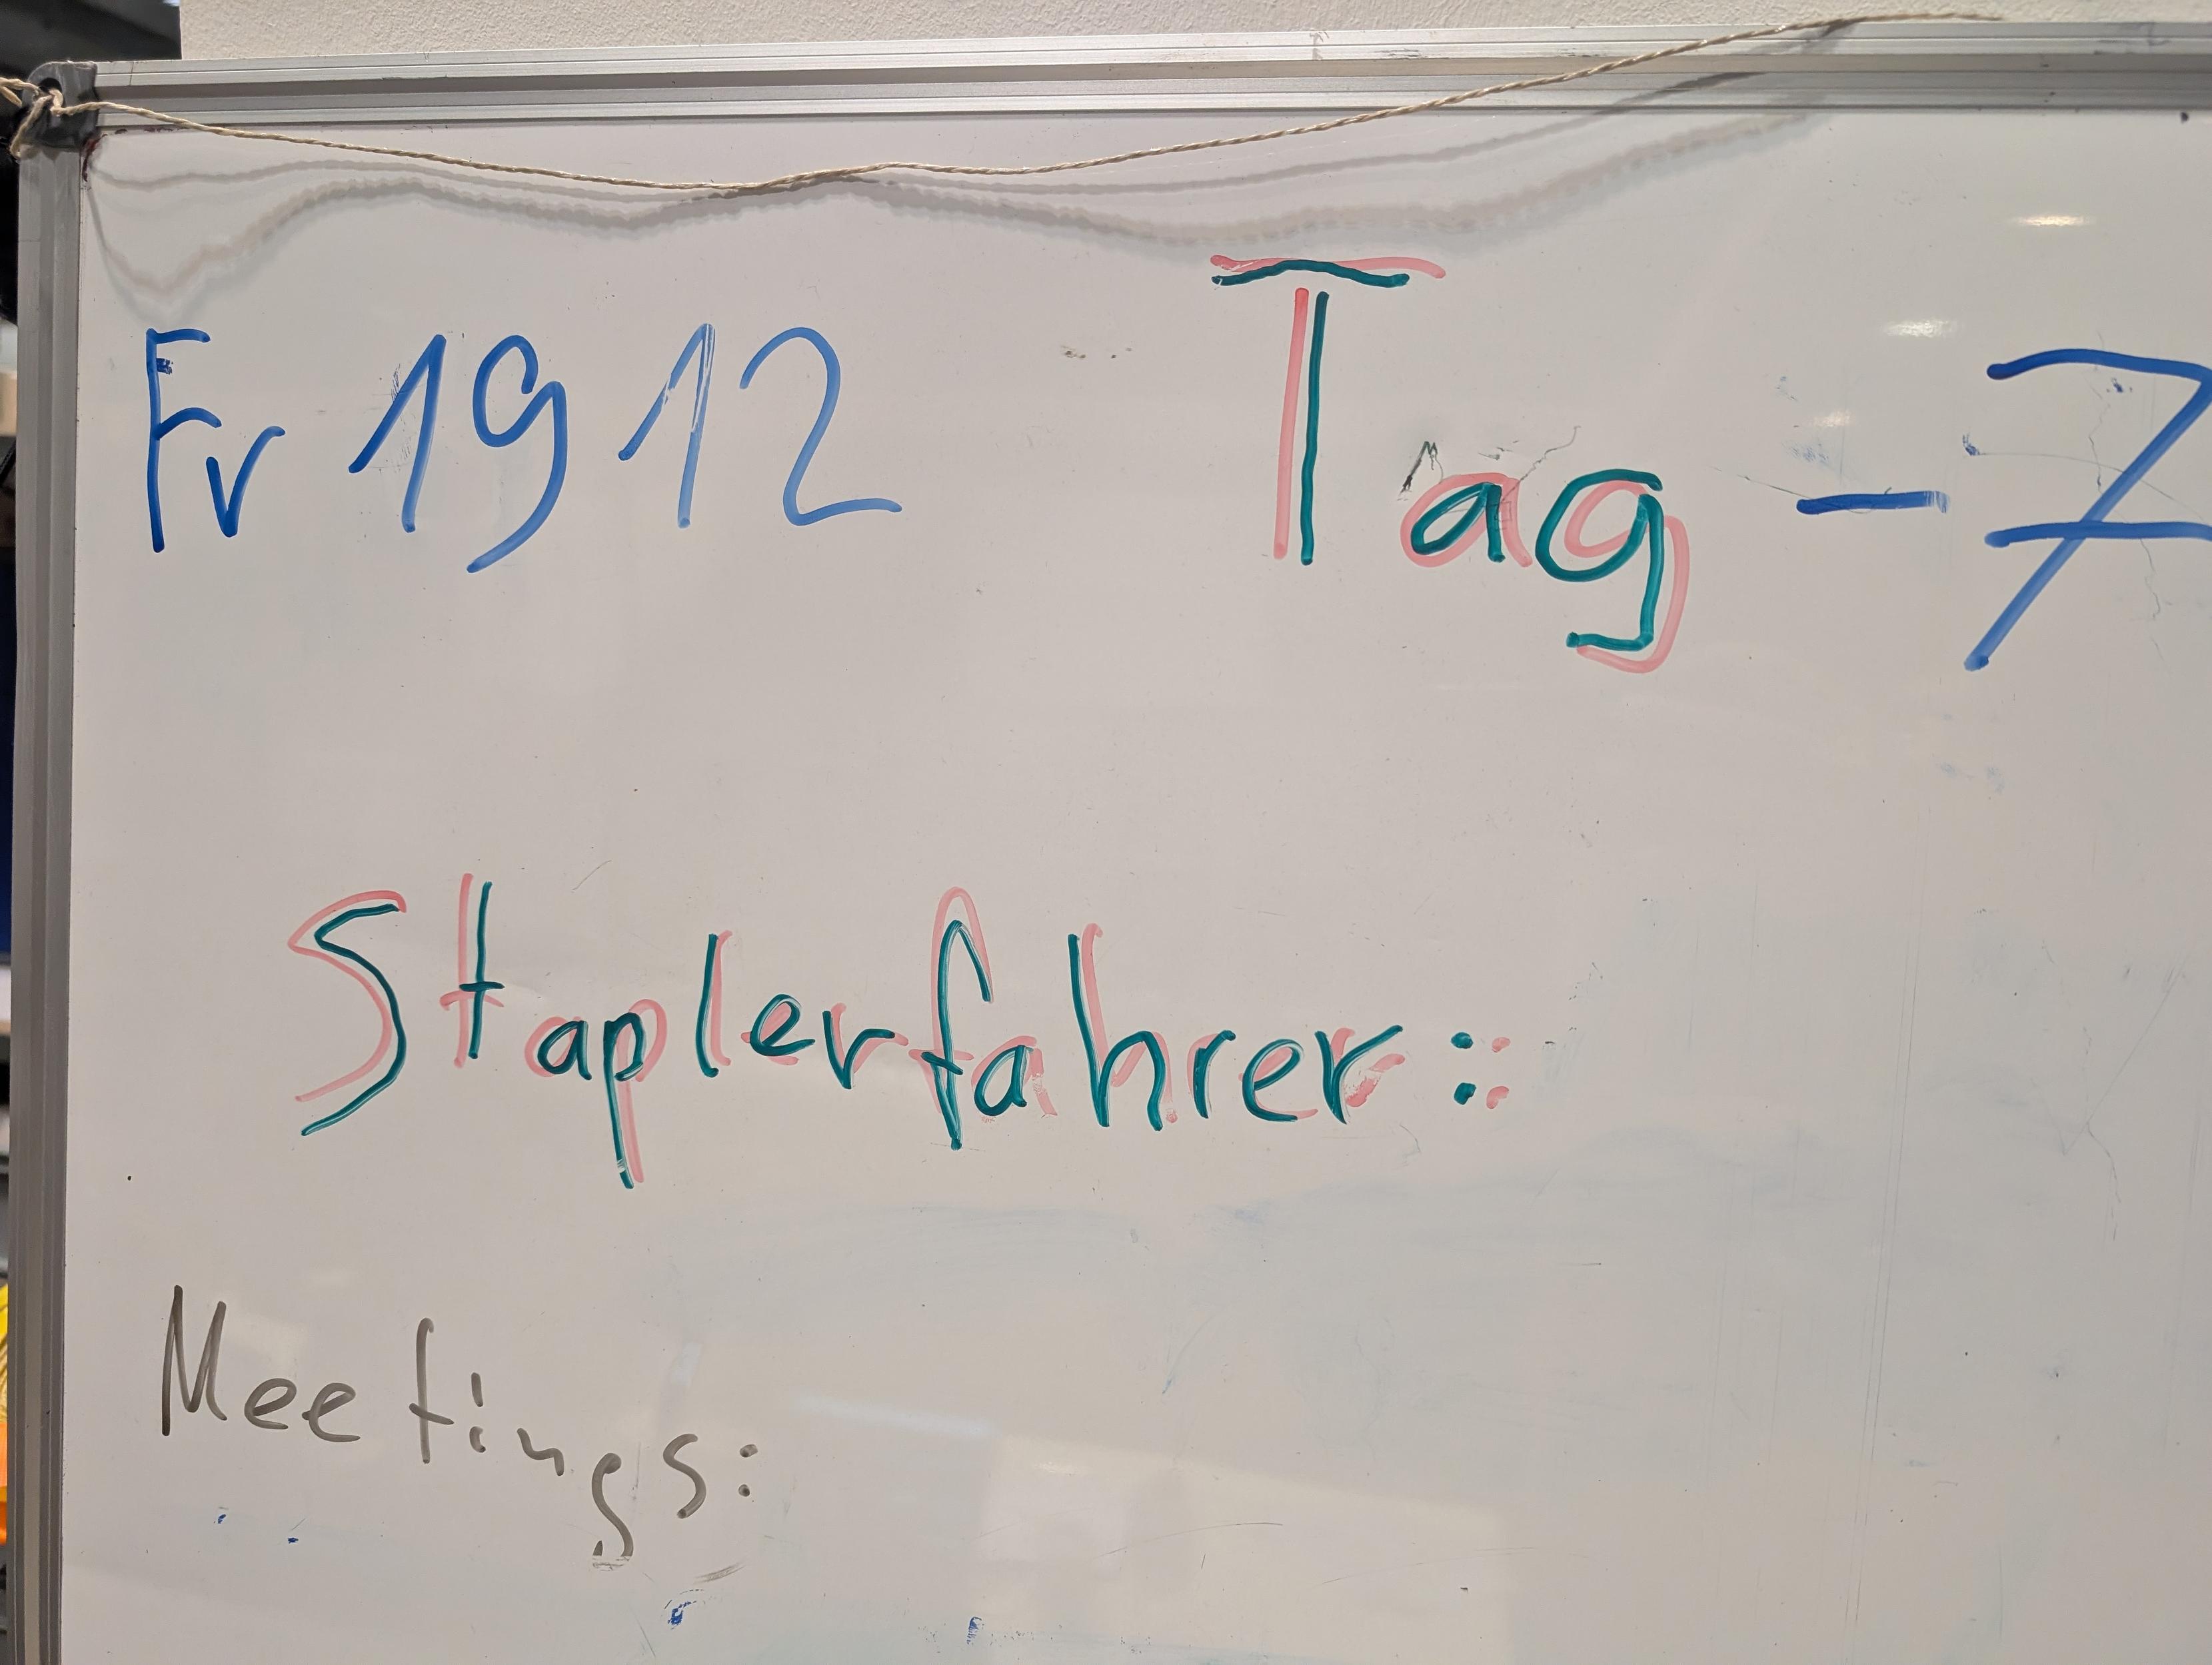 Fr 19 12 Tag -7
Staplerfahrer:
Meetings: